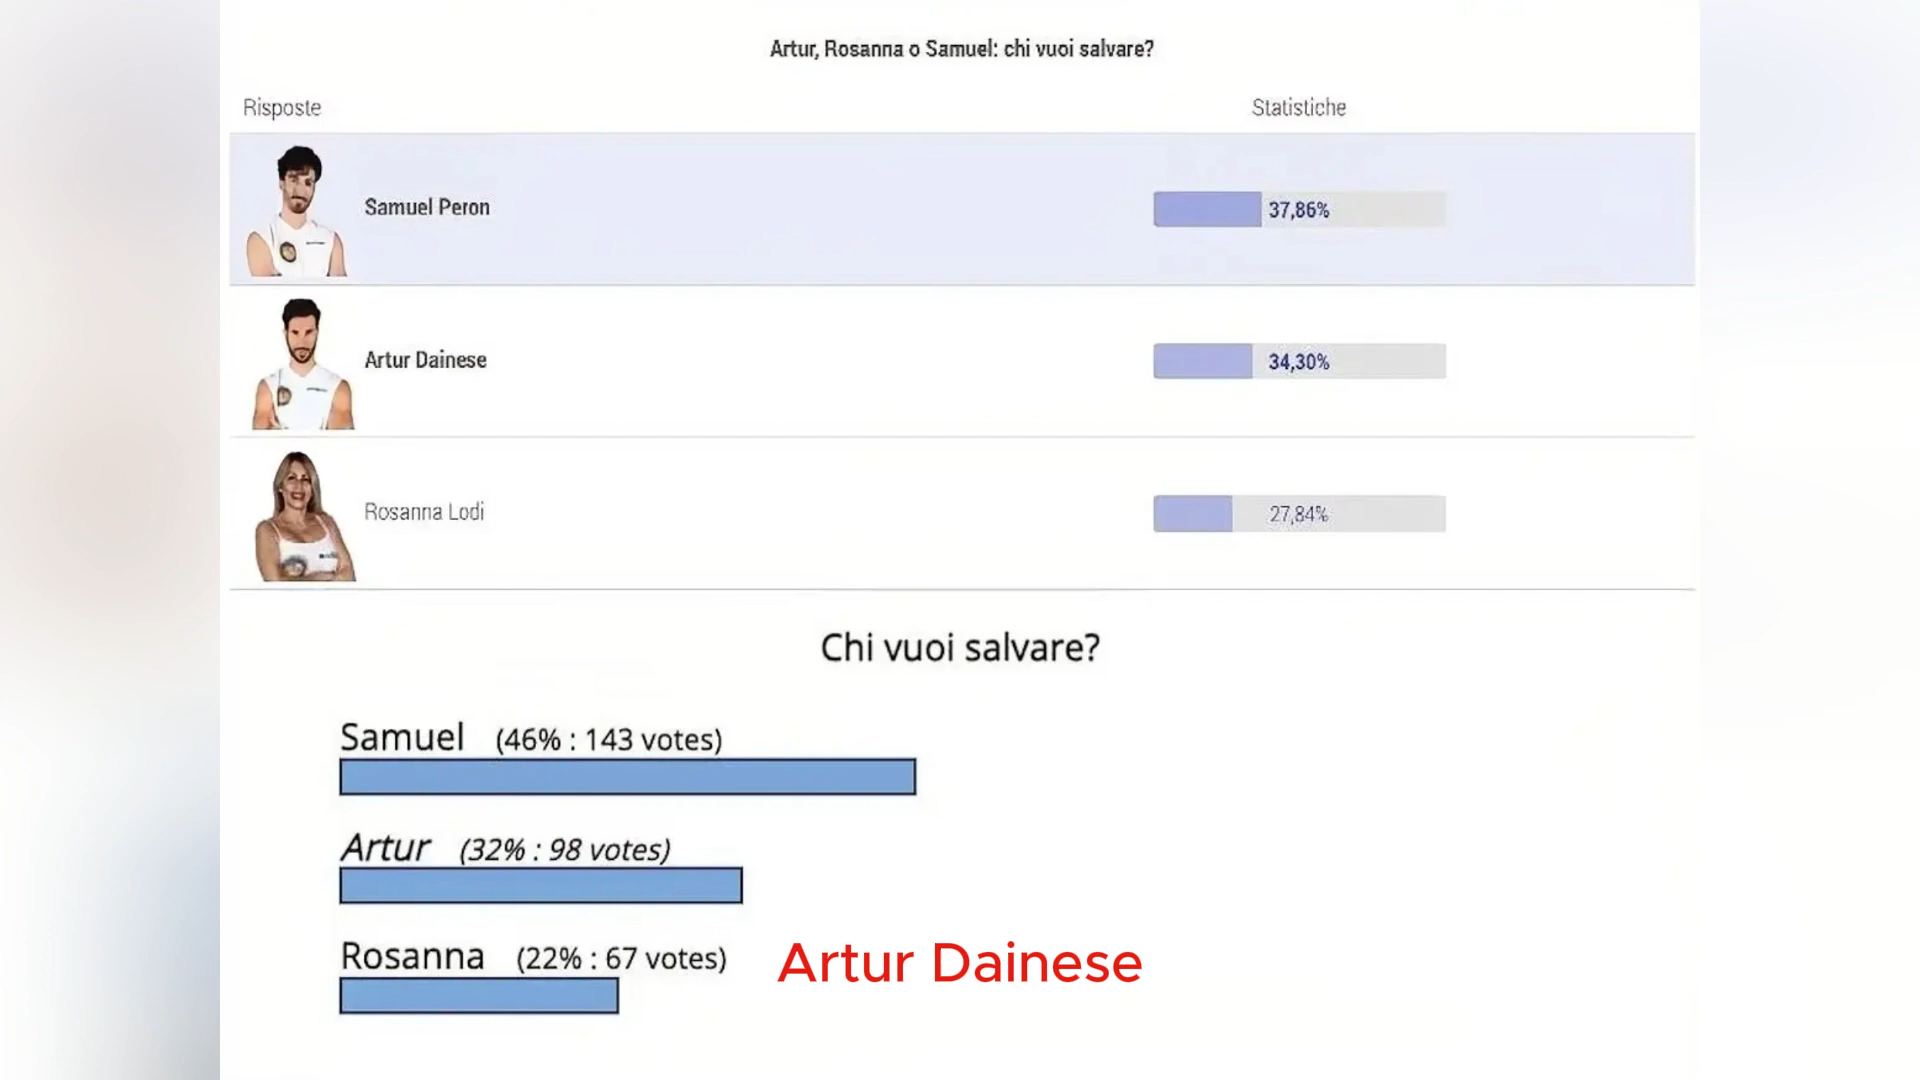 Artur, Rosanna o Samuel: chi vuoi salvare?
Risposte Statistiche
Samuel Peron 37,86%
Artur Dainese 34,30%
Rosanna Lodi 27,84%
Chi vuoi salvare?
Samuel (46% : 143 votes)
Artur (32% : 98 votes)
Rosanna (22% : 67 votes)
Artur Dainese